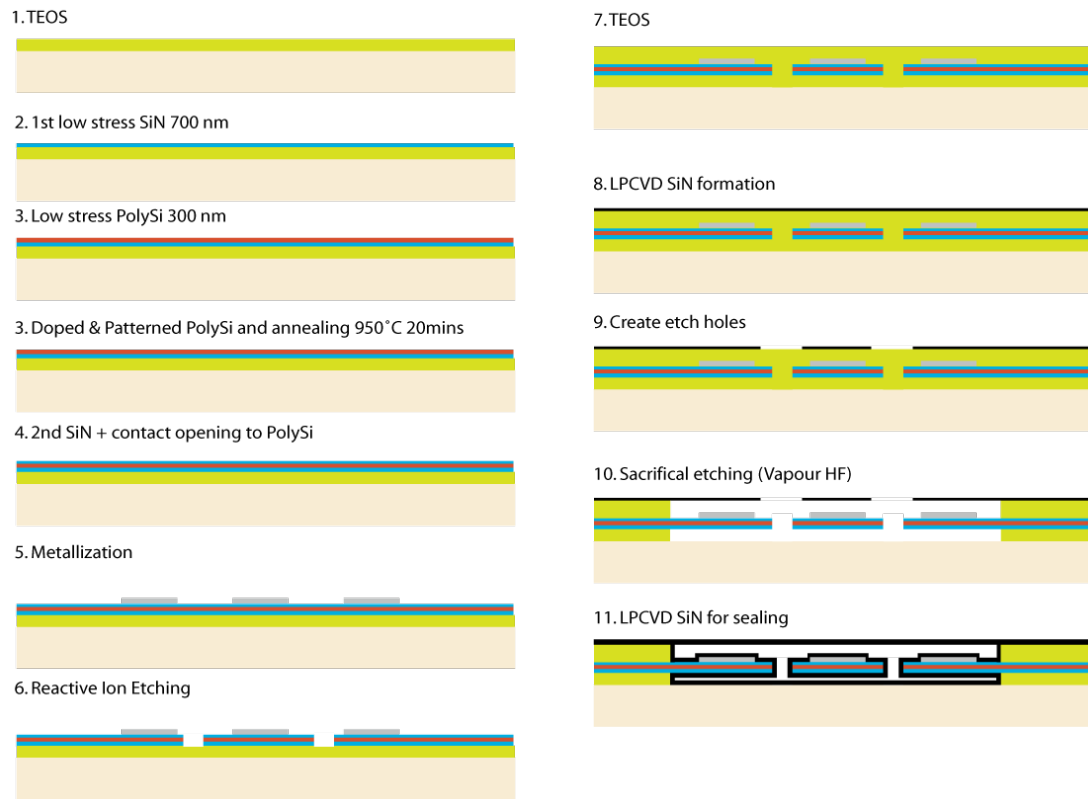 1. TEOS
2. 1st low stress SiN 700 nm
3. Low stress PolySi 300 nm
3. Doped & Patterned PolySi and annealing 950˚C 20mins
4. 2nd SiN + contact opening to PolySi
5. Metallization
6. Reactive Ion Etching
7. TEOS
8. LPCVD SiN formation
9. Create etch holes
10. Sacrifical etching (Vapour HF)
11. LPCVD SiN for sealing